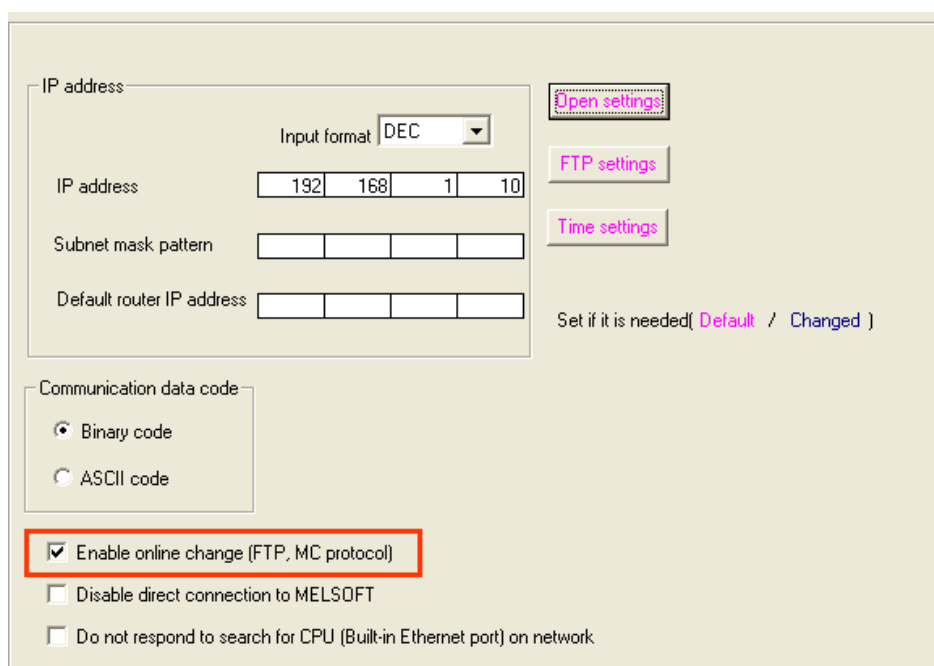 IP address
Input format DEC
Open settings
FTP settings
IP address 192 168 1 10
Time settings
Subnet mask pattern
Default router IP address
Set if it is needed( Default / Changed )
Communication data code
Binary code
ASCII code
Enable online change (FTP, MC protocol)
Disable direct connection to MELSOFT
Do not respond to search for CPU (Built-in Ethernet port) on network